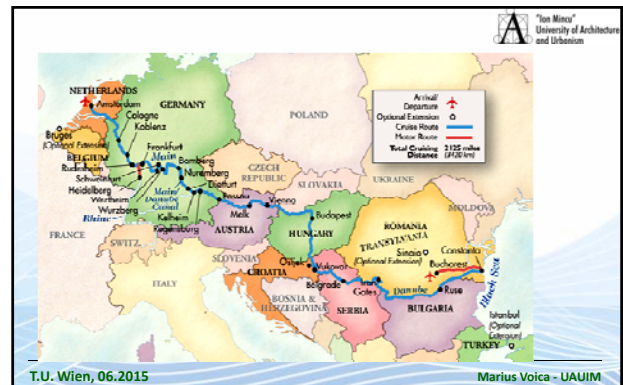 "Ion Mincu"
University of Architecture
and Urbanism
NETHERLANDS
Amsterdam
GERMANY
POLAND
Arrival/
Departure
Optional Extension
Cruise Route
Motor Route
Total Cruising
Distance
2125 miles
(3420 km)
Cologne
Koblenz
Bruges
(Optional Extension)
BELGIUM
Frankfurt
Main
Bamberg
Rudesheim
Nuremberg
CZECH
REPUBLIC
UKRAINE
Schweinfurt
Heidelberg
Dietfurt
SLOVAKIA
Wertheim
Main
Danube
Canal
Passau
Vienna
MOLDOVA
Wurzburg
Rhine
Kelheim
Melk
Budapest
Regensburg
FRANCE
SWITZ.
AUSTRIA
HUNGARY
ROMANIA
TRANSYLVANIA
Sinaia
(Optional Extension)
Constanta
SLOVENIA
Osijek
Vukovar
Bucharest
CROATIA
Belgrade
Iron
Gates
Danube
Ruse
Black Sea
ITALY
BOSNIA &
HERZEGOVINA
SERBIA
BULGARIA
Istanbul
(Optional
Extension)
TURKEY
T.U. Wien, 06.2015
Marius Voica - UAUIM